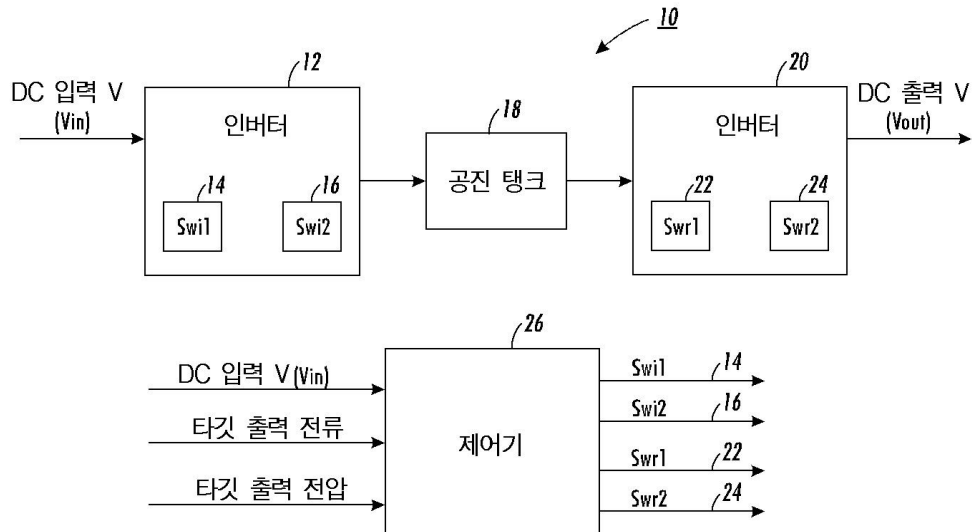 10
12
20
DC 입력 V
(Vin)
인버터
18
인버터
DC 출력 V
(Vout)
공진 탱크
14
16
22
24
Swi1
Swi2
Swr1
Swr2
26
DC 입력 V (Vin)
타깃 출력 전류
타깃 출력 전압
제어기
Swi1
14
Swi2
16
Swr1
22
Swr2
24